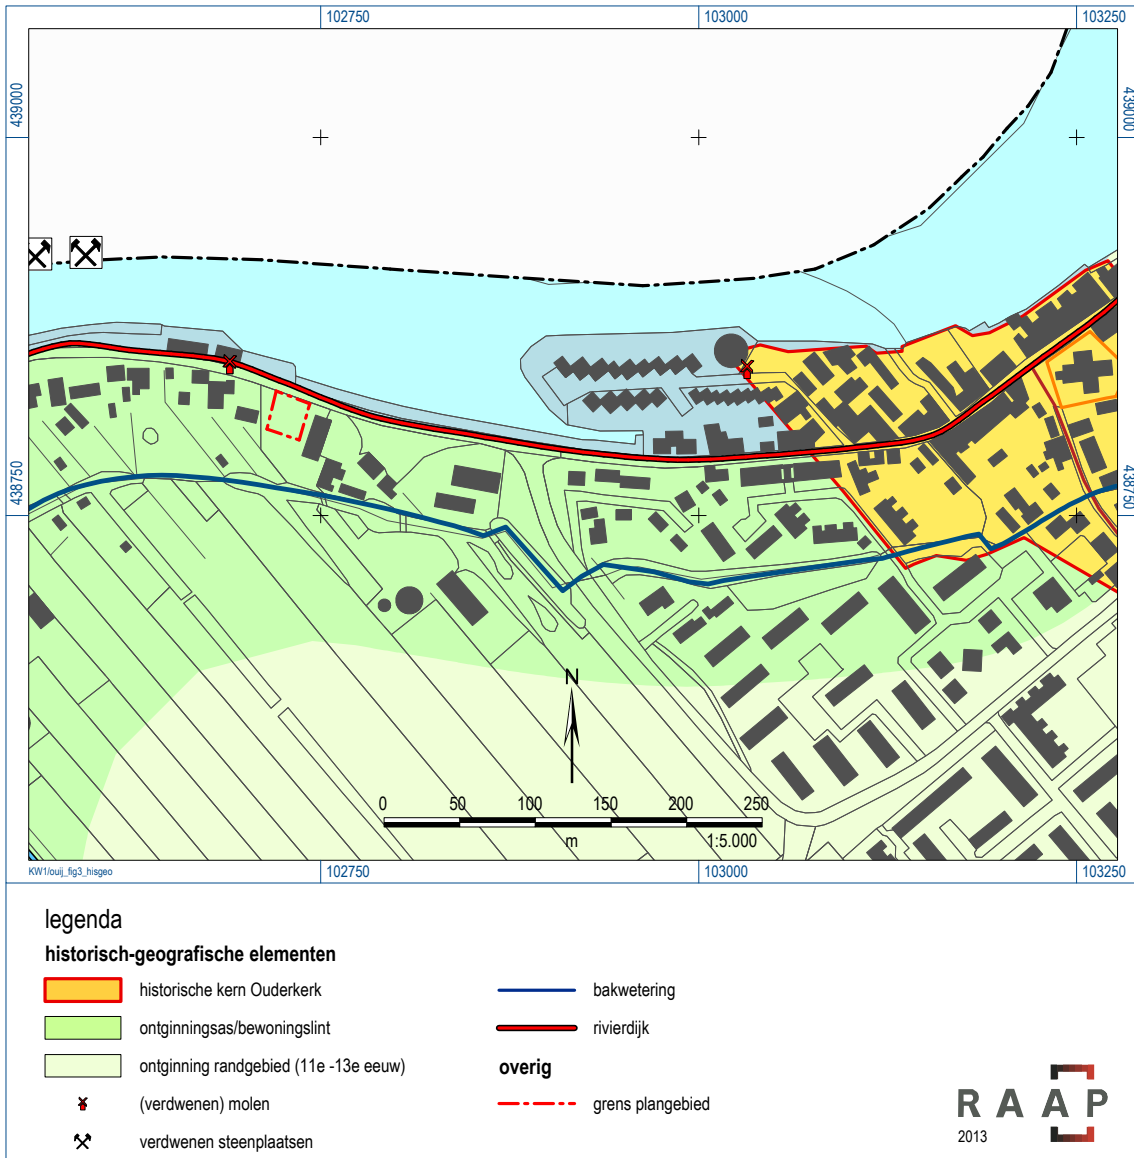 102750
103000
103250
439000
439000
438750
438750
N
0
50
100
150
200
250
m
1:5.000
KW1/ouij_fig3_hisgeo
102750
103000
103250
legenda
historisch-geografische elementen
historische kern Ouderkerk
ontginningsas/bewoningslint
ontginning randgebied (11e -13e eeuw)
(verdwenen) molen
verdwenen steenplaatsen
bakwetering
rivierdijk
overig
grens plangebied
RAAP
2013